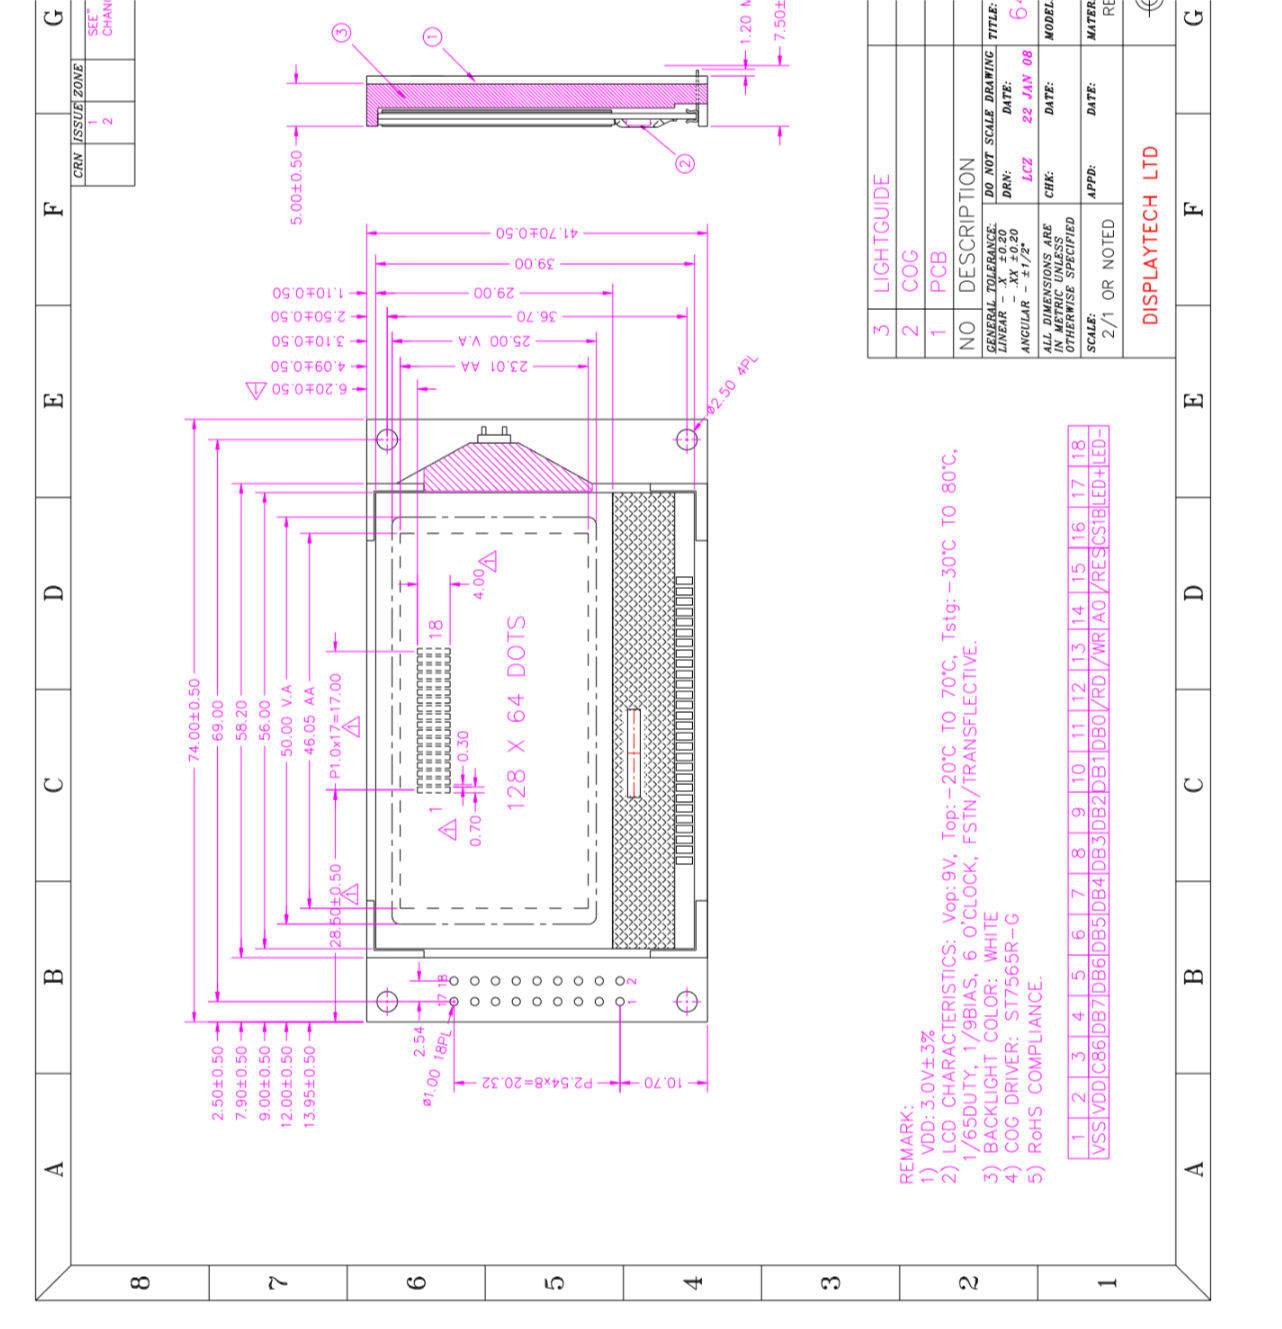 CRN ISSUE ZONE
1
2
SEE"
CHANG
G
F
E
D
C
B
A
8
7
6
5
4
3
2
1
G
F
E
D
C
B
A
3
1
2
5.00±0.50
1.20
7.50±
41.70±0.50
39.00
1.10±0.50
29.00
2.50±0.50
36.70
3.10±0.50
25.00 V.A
4.09±0.50
23.01 AA
6.20±0.50
1
ø2.50 4PL
74.00±0.50
69.00
58.20
56.00
50.00 V.A
46.05 AA
P1.0x17=17.00
1
28.50±0.50
1
4.00
1
18
1
1
0.30
0.70
128 X 64 DOTS
17 18
1 2
2.54
ø1.00 18PL
P2.54x8=20.32
10.70
2.50±0.50
7.90±0.50
9.00±0.50
12.00±0.50
13.95±0.50
REMARK:
1) VDD: 3.0V±3%
2) LCD CHARACTERISTICS: Vop: 9V, Top:-20°C TO 70°C, Tstg: -30°C TO 80°C,
1/65DUTY, 1/9BIAS, 6 O'CLOCK, FSTN/TRANSFLECTIVE.
3) BACKLIGHT COLOR: WHITE
4) COG DRIVER: ST7565R-G
5) RoHS COMPLIANCE.
1 2 3 4 5 6 7 8 9 10 11 12 13 14 15 16 17 18
VSS VDD C86 DB7 DB6 DB5 DB4 DB3 DB2 DB1 DB0 /RD /WR A0 /RES CS1B LED+ LED-
3 LIGHTGUIDE
2 COG
1 PCB
NO DESCRIPTION
GENERAL TOLERANCE:
LINEAR - .X ±0.20
- .XX ±0.20
ANGULAR - ±1/2°
DO NOT SCALE DRAWING
DRN: DATE:
LCZ 22 JAN 08
TITLE:
64
ALL DIMENSIONS ARE
IN METRIC UNLESS
OTHERWISE SPECIFIED
CHK: DATE:
MODEL
SCALE:
2/1 OR NOTED
APPD: DATE:
MATER
RE
DISPLAYTECH LTD